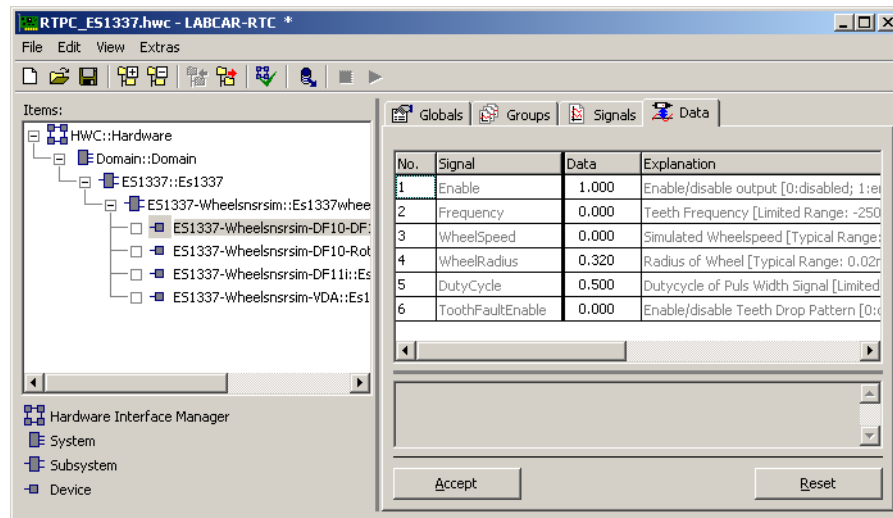 RTPC_ES1337.hwc - LABCAR-RTC *
File Edit View Extras
Items:
HWC::Hardware
Domain::Domain
ES1337::Es1337
ES1337-Wheelsnsrsim::Es1337whee
ES1337-Wheelsnsrsim-DF10-DF1
ES1337-Wheelsnsrsim-DF10-Rot
ES1337-Wheelsnsrsim-DF11i::Es
ES1337-Wheelsnsrsim-VDA::Es1
Hardware Interface Manager
System
Subsystem
Device
Globals Groups Signals Data
No. Signal Data Explanation
1 Enable 1.000 Enable/disable output [0:disabled; 1:en
2 Frequency 0.000 Teeth Frequency [Limited Range: -250
3 WheelSpeed 0.000 Simulated Wheelspeed [Typical Range:
4 WheelRadius 0.320 Radius of Wheel [Typical Range: 0.02m
5 DutyCycle 0.500 Dutycycle of Puls Width Signal [Limited
6 ToothFaultEnable 0.000 Enable/disable Teeth Drop Pattern [0:d
Accept Reset